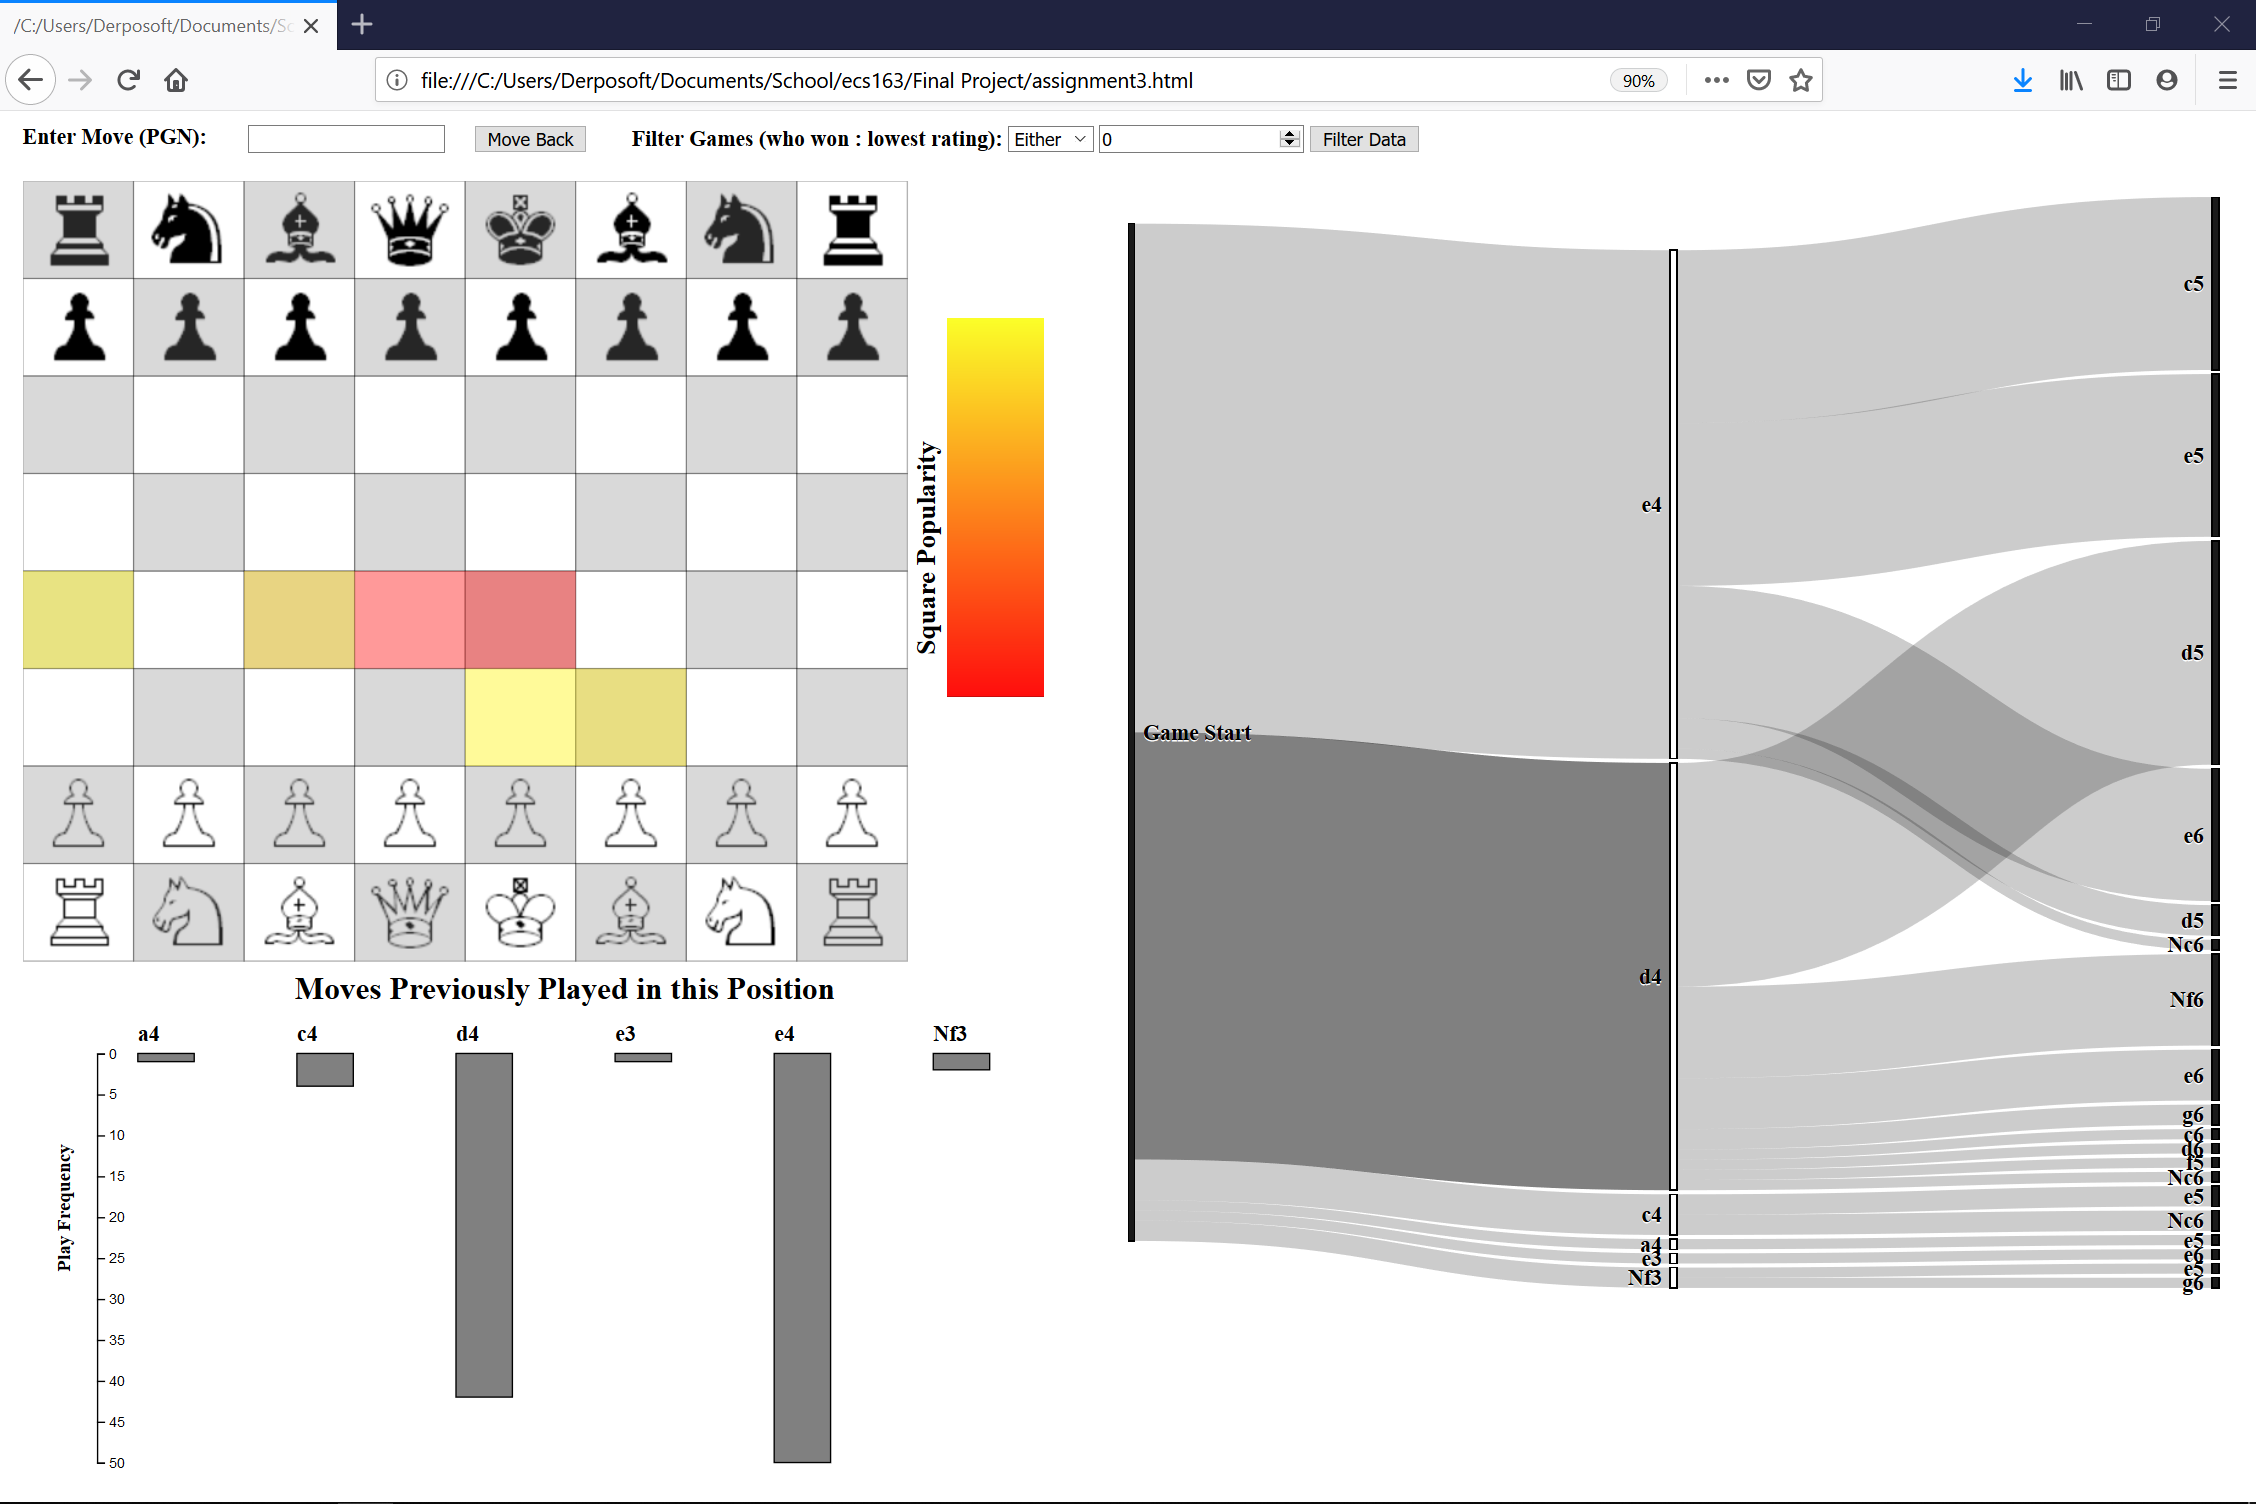 /C:/Users/Derposoft/Documents/Sc
file:///C:/Users/Derposoft/Documents/School/ecs163/Final Project/assignment3.html
90%
Enter Move (PGN):
Move Back
Filter Games (who won : lowest rating):
Either
0
Filter Data
Square Popularity
Moves Previously Played in this Position
a4
c4
d4
e3
e4
Nf3
Play Frequency
0
5
10
15
20
25
30
35
40
45
50
Game Start
e4
d4
c4
a4
e3
Nf3
c5
e5
d5
e6
d5
Nc6
Nf6
e6
g6
c6
d6
f5
Nc6
e5
Nc6
e5
e6
e5
g6